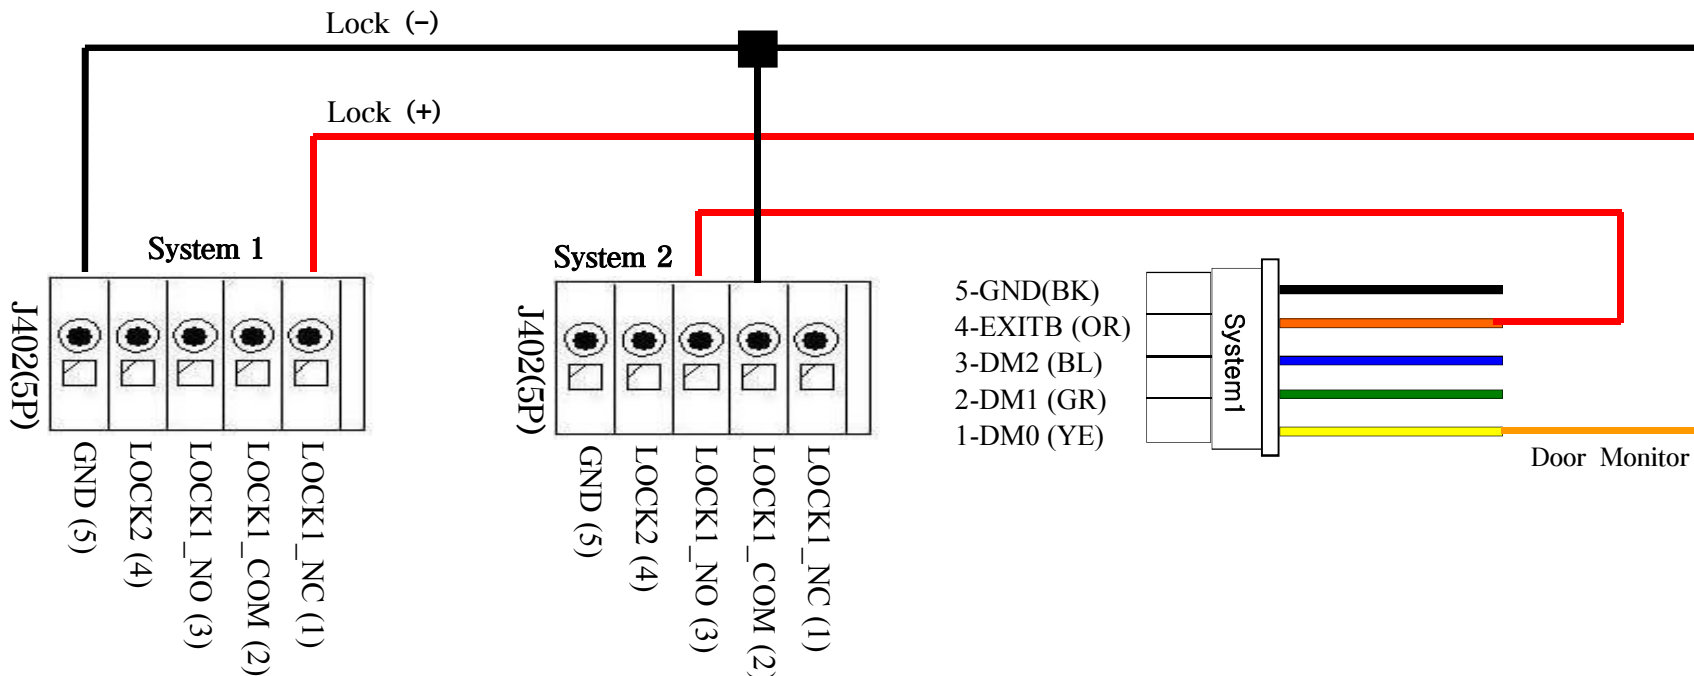 Lock (-)
Lock (+)
System 1
J402(5P)
GND (5)
LOCK2 (4)
LOCK1_NO (3)
LOCK1_COM (2)
LOCK1_NC (1)
System 2
J402(5P)
GND (5)
LOCK2 (4)
LOCK1_NO (3)
LOCK1_COM (2)
LOCK1_NC (1)
5-GND(BK)
4-EXITB (OR)
3-DM2 (BL)
2-DM1 (GR)
1-DM0 (YE)
System1
Door Monitor